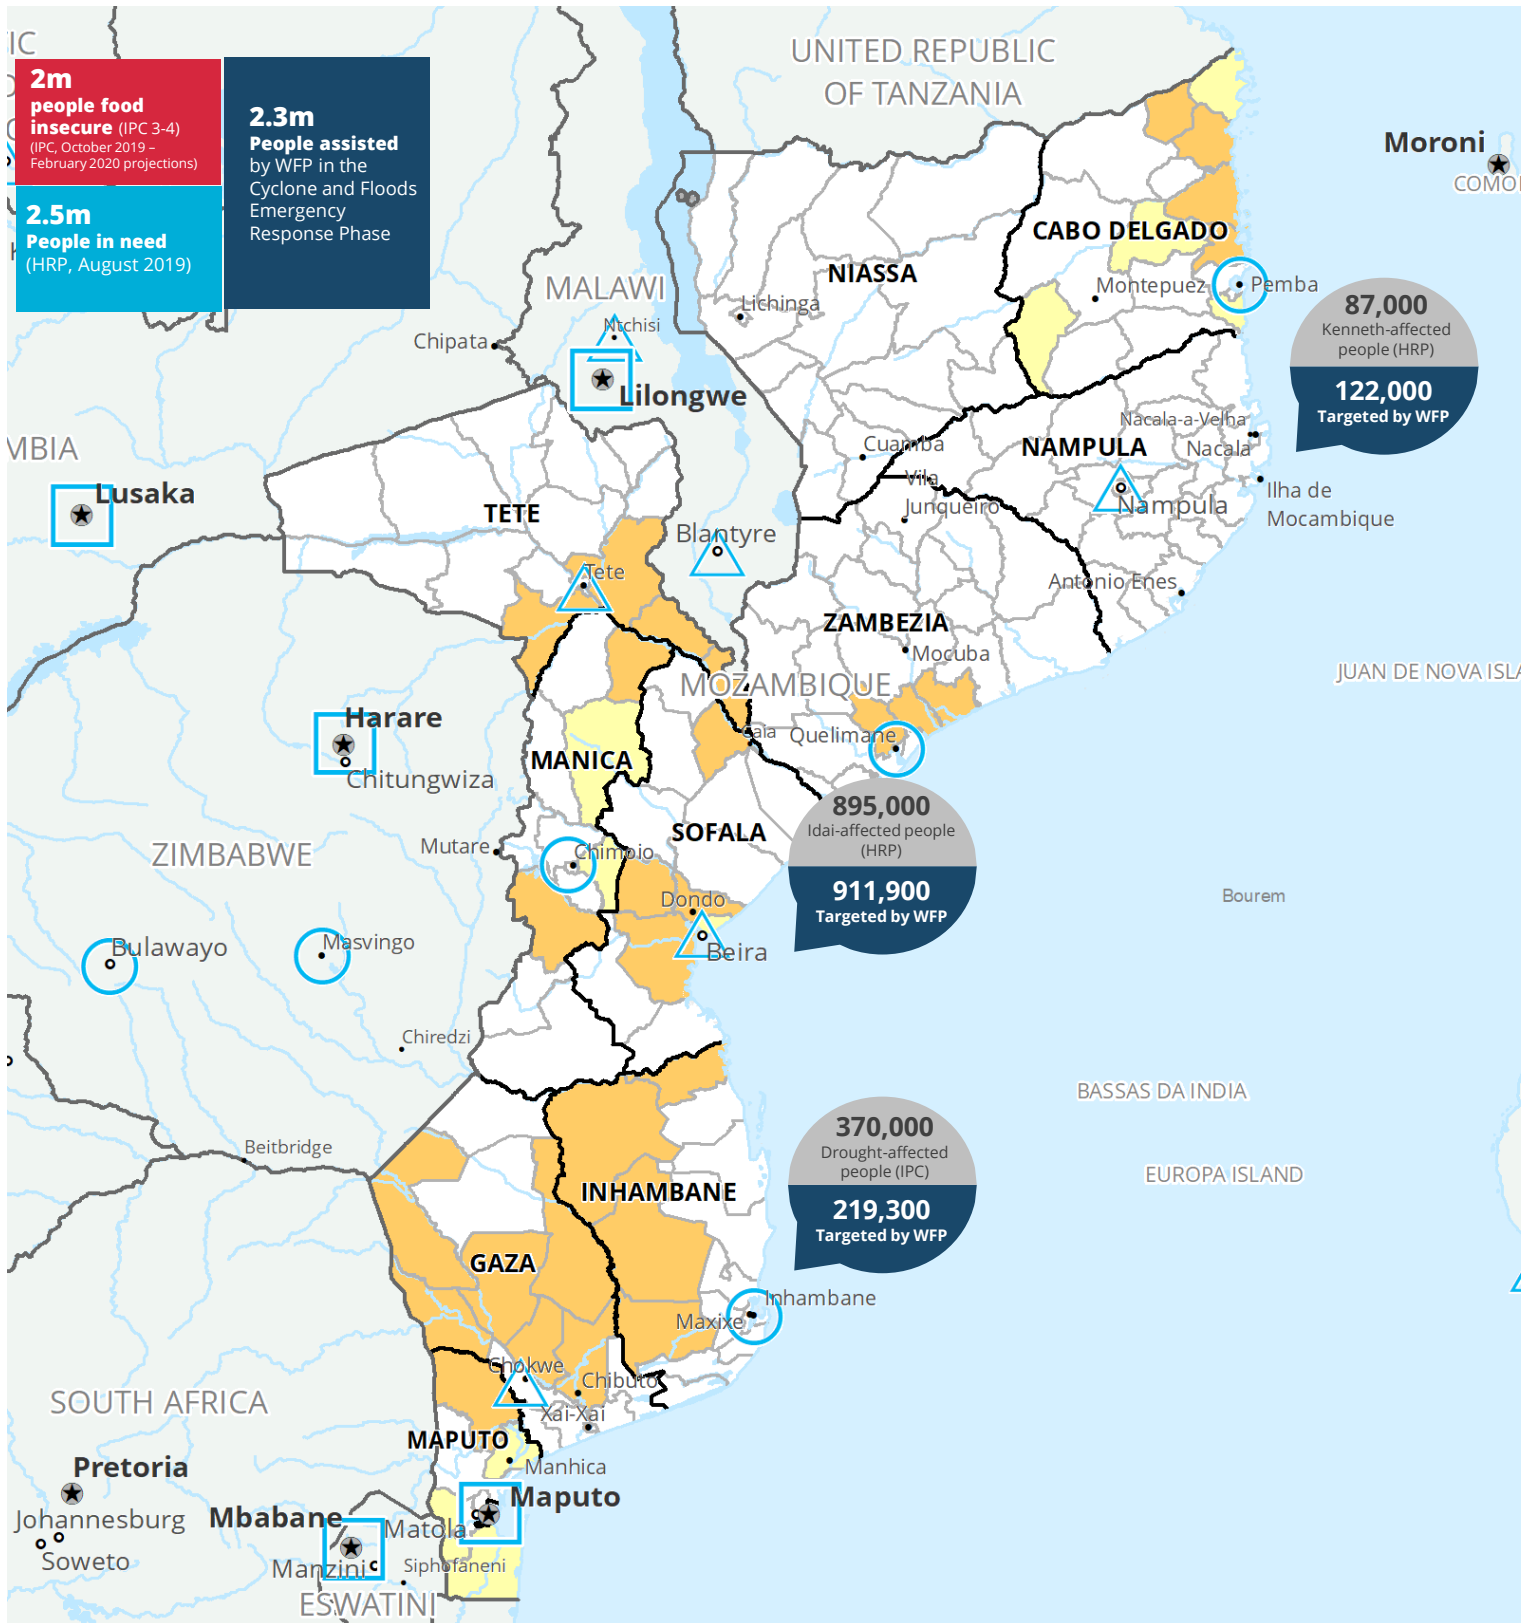 IC
2m
people food
insecure (IPC 3-4)
(IPC, October 2019 –
February 2020 projections)
2.5m
People in need
(HRP, August 2019)
2.3m
People assisted
by WFP in the
Cyclone and Floods
Emergency
Response Phase
UNITED REPUBLIC
OF TANZANIA
Moroni
COMO
CABO DELGADO
NIASSA
MALAWI
Montepuez
Pemba
Lichinga
Ntchisi
Chipata
87,000
Kenneth-affected
people (HRP)
122,000
Targeted by WFP
Lilongwe
MBIA
Cuamba
NAMPULA
Nacala-a-Velha
Nacala
Lusaka
TETE
Vila
Junqueiro
Nampula
Ilha de
Mocambique
Blantyre
Tete
Antonio Enes
ZAMBEZIA
Mocuba
MOZAMBIQUE
JUAN DE NOVA ISLA
Harare
Chitungwiza
Caia
Quelimane
MANICA
SOFALA
895,000
Idai-affected people
(HRP)
911,900
Targeted by WFP
Mutare
ZIMBABWE
Chimoio
Dondo
Beira
Bourem
Bulawayo
Masvingo
Chiredzi
BASSAS DA INDIA
Beitbridge
370,000
Drought-affected
people (IPC)
219,300
Targeted by WFP
EUROPA ISLAND
INHAMBANE
GAZA
Inhambane
Maxixe
Chokwe
Chibuto
SOUTH AFRICA
Xai-Xai
MAPUTO
Manhica
Pretoria
Maputo
Johannesburg
Mbabane
Matola
Soweto
Manzini
Siphofaneni
ESWATINI